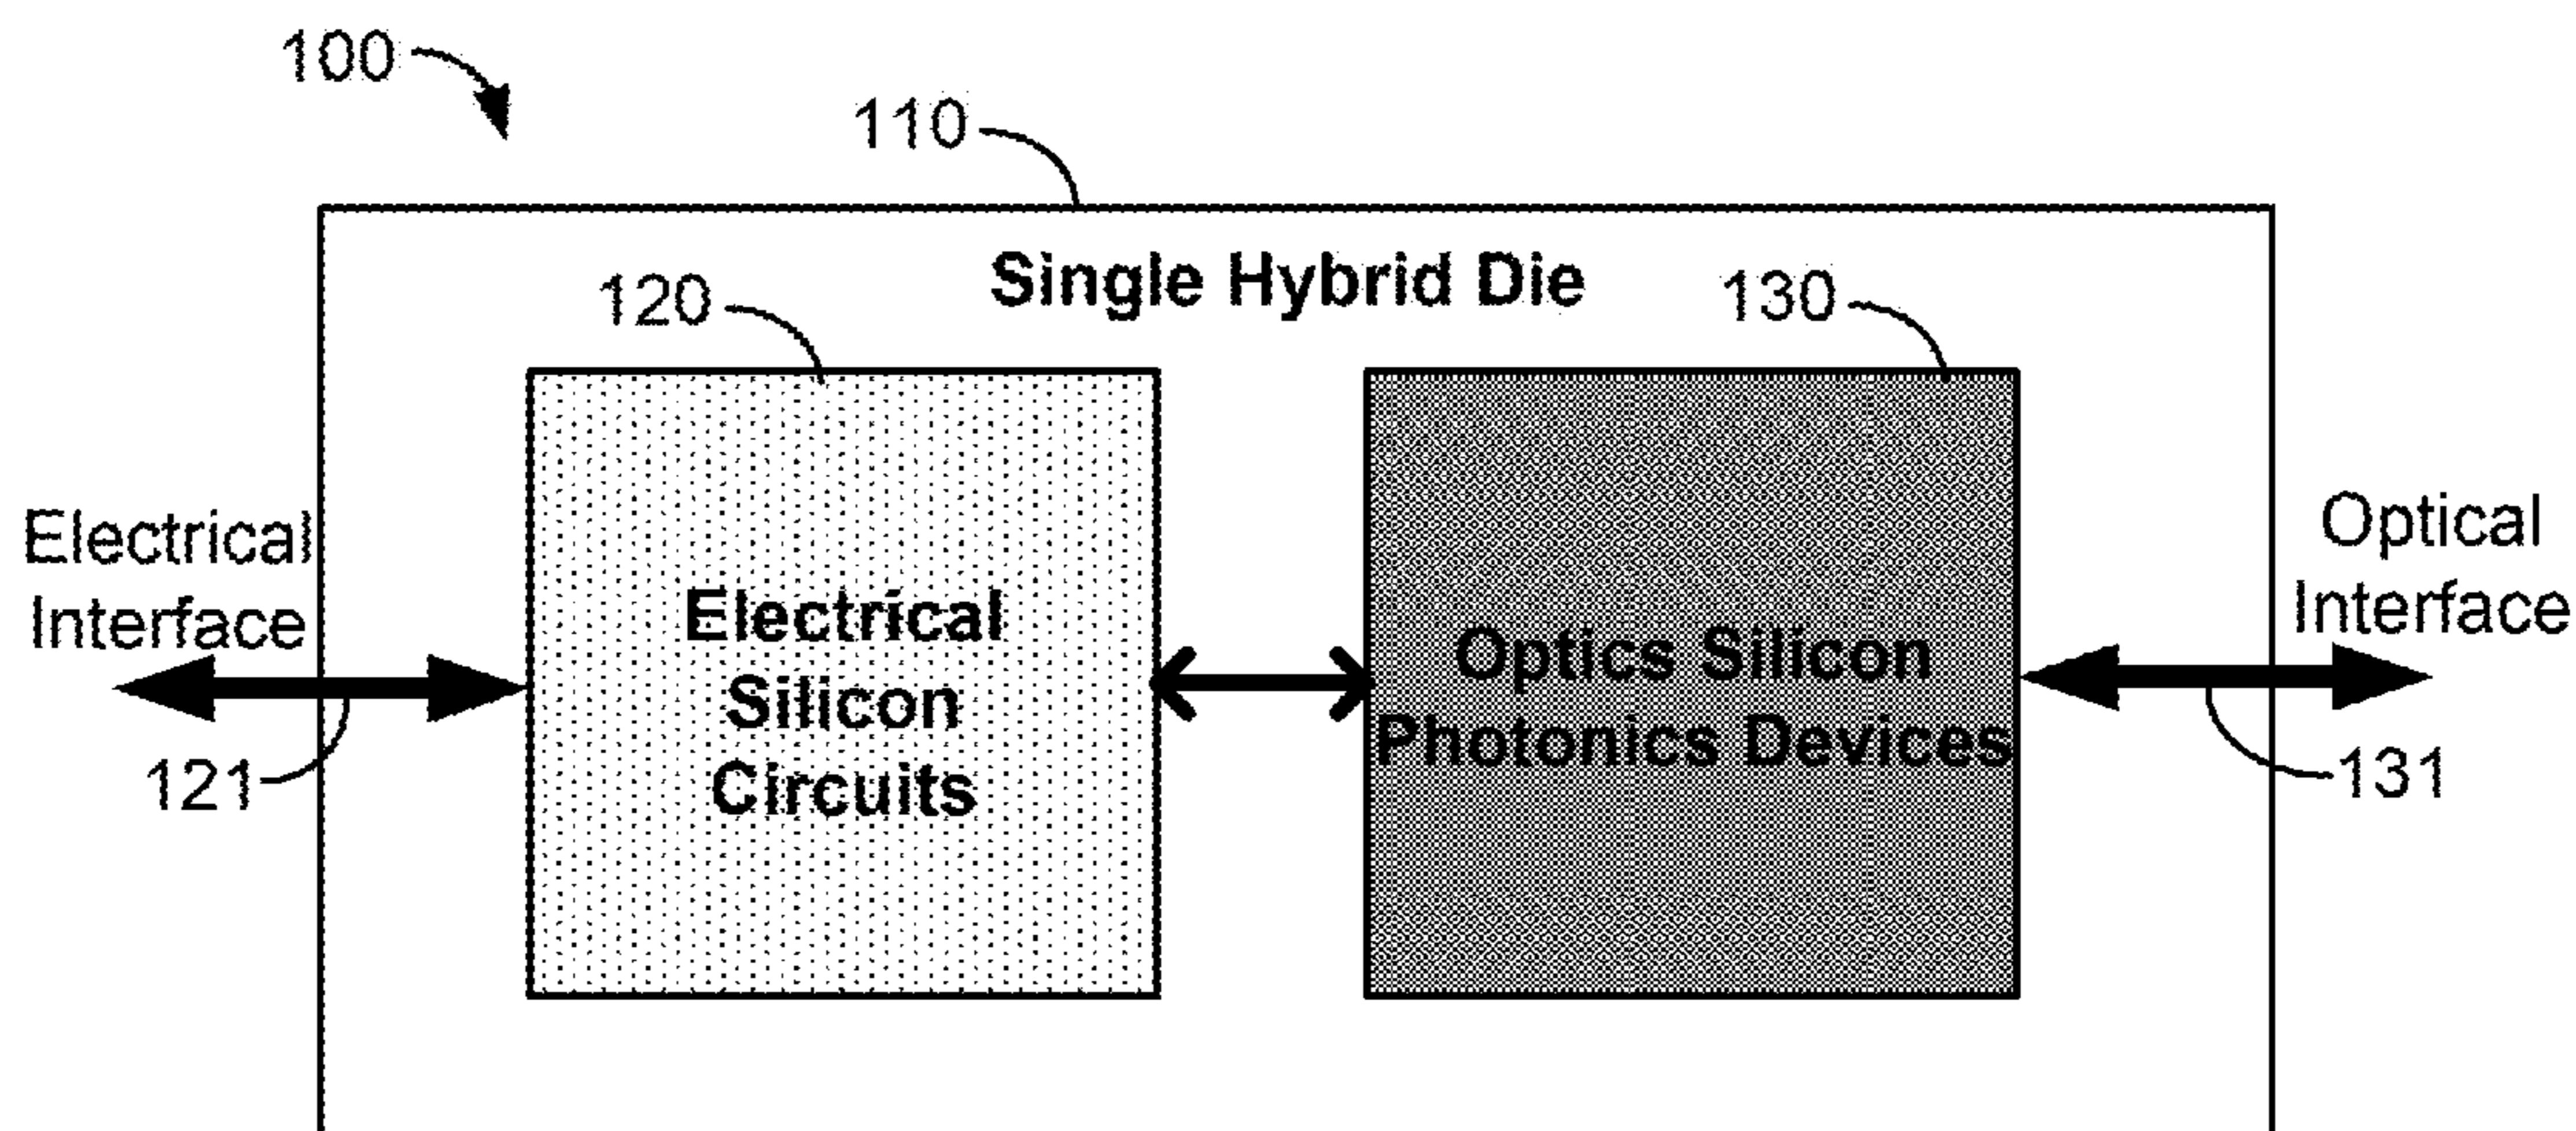 100
110
Single Hybrid Die
120
130
Electrical
Interface
Electrical
Silicon
Circuits
Optics Silicon
Photonics Devices
Optical
Interface
121
131